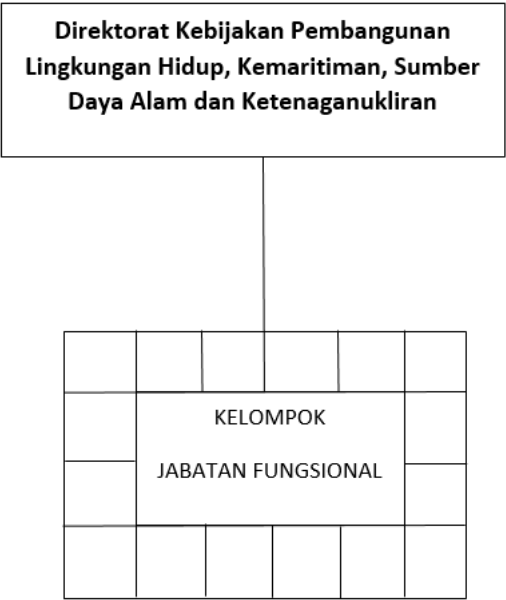 Direktorat Kebijakan Pembangunan
Lingkungan Hidup, Kemaritiman, Sumber
Daya Alam dan Ketenaganukliran
KELOMPOK
JABATAN FUNGSIONAL